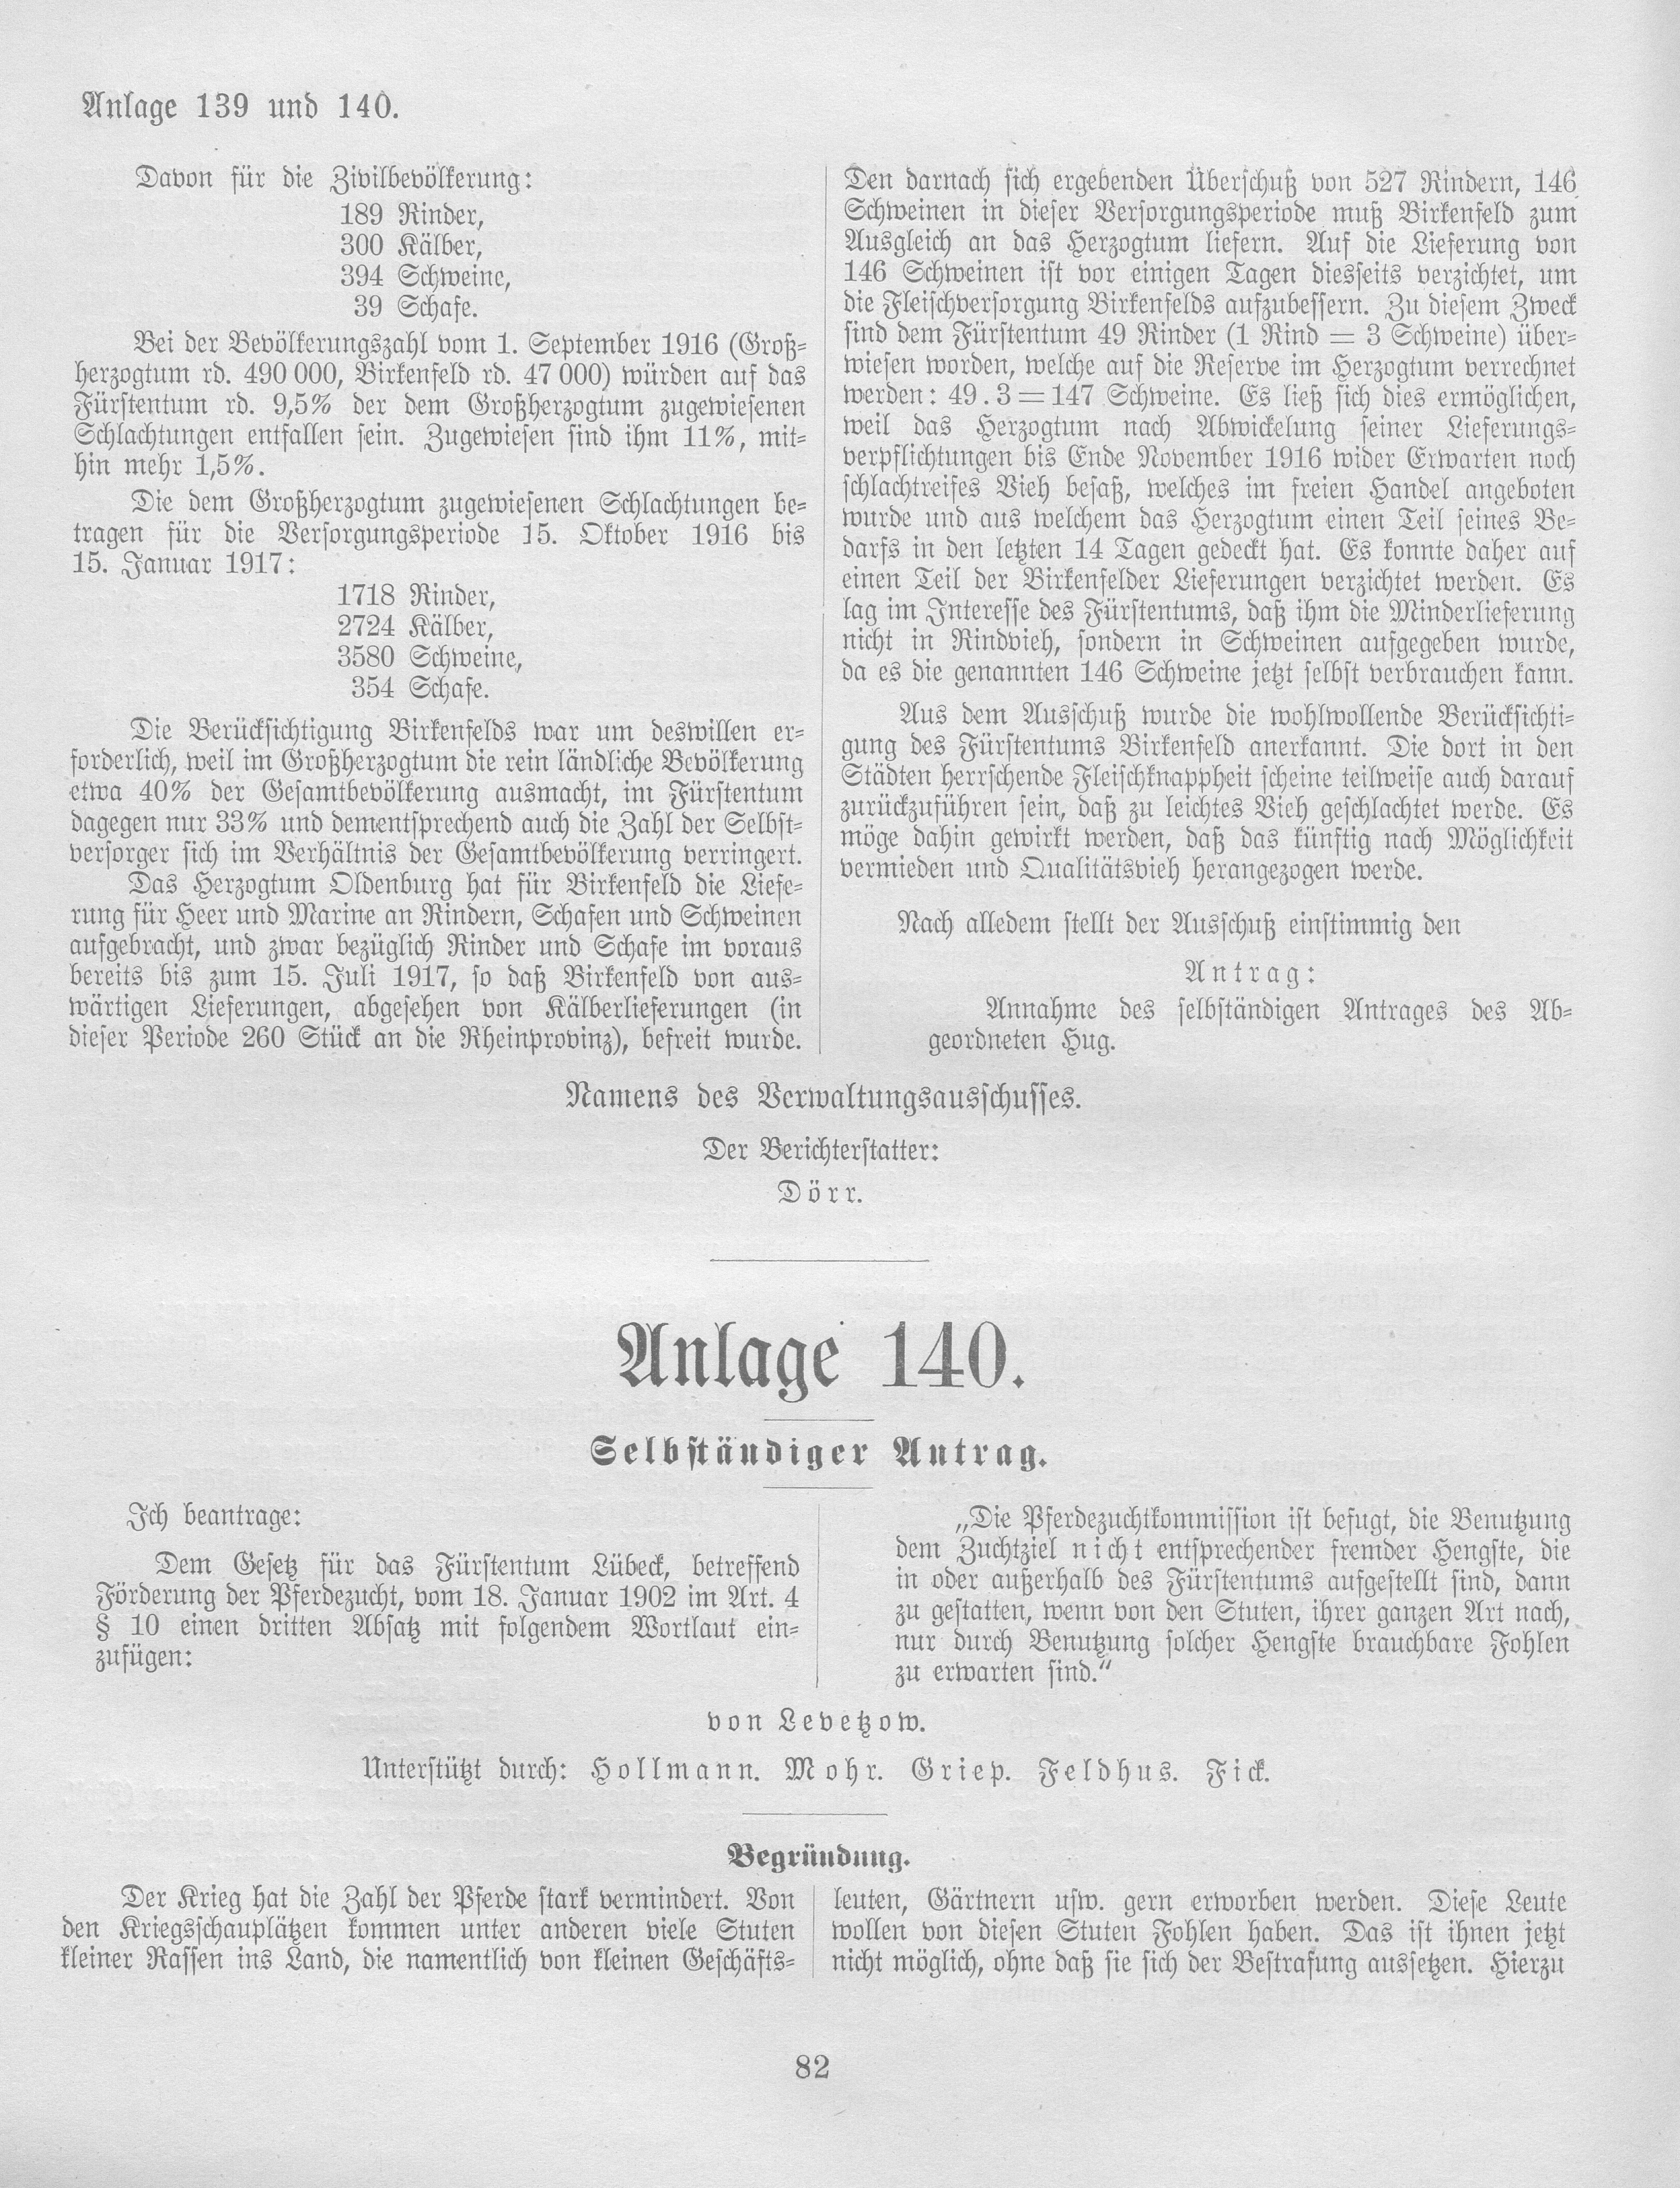 Anlage 139 und 140.
Davon für die Zivilbevölkerung:
189 Rinder,
300 Kälber,
394 Schweine,
39 Schafe.
Bei der Bevölkerungszahl vom 1. September 1916 (Groß-
herzogtum rd. 490 000, Birkenfeld rd. 47 000) würden auf das
Fürstentum rd. 9,5% der dem Großherzogtum zugewiesenen
Schlachtungen entfallen sein. Zugewiesen sind ihm 11%, mit-
hin mehr 1,5%.
Die dem Großherzogtum zugewiesenen Schlachtungen be-
tragen für die Versorgungsperiode 15. Oktober 1916 bis
15. Januar 1917:
1718 Rinder,
2724 Kälber,
3580 Schweine,
354 Schafe.
Die Berücksichtigung Birkenfelds war um deswillen er-
forderlich, weil im Großherzogtum die rein ländliche Bevölkerung
etwa 40% der Gesamtbevölkerung ausmacht, im Fürstentum
dagegen nur 33% und dementsprechend auch die Zahl der Selbst-
versorger sich im Verhältnis der Gesamtbevölkerung verringert.
Das Herzogtum Oldenburg hat für Birkenfeld die Liefe-
rung für Heer und Marine an Rindern, Schafen und Schweinen
aufgebracht, und zwar bezüglich Rinder und Schafe im voraus
bereits bis zum 15. Juli 1917, so daß Birkenfeld von aus-
wärtigen Lieferungen, abgesehen von Kälberlieferungen (in
dieser Periode 260 Stück an die Rheinprovinz), befreit wurde.
Den darnach sich ergebenden Überschuß von 527 Rindern, 146
Schweinen in dieser Versorgungsperiode muß Birkenfeld zum
Ausgleich an das Herzogtum liefern. Auf die Lieferung von
146 Schweinen ist vor einigen Tagen diesseits verzichtet, um
die Fleischversorgung Birkenfelds aufzubessern. Zu diesem Zweck
sind dem Fürstentum 49 Rinder (1 Rind = 3 Schweine) über-
wiesen worden, welche auf die Reserve im Herzogtum verrechnet
werden: 49 . 3 = 147 Schweine. Es ließ sich dies ermöglichen,
weil das Herzogtum nach Abwickelung seiner Lieferungs-
verpflichtungen bis Ende November 1916 wider Erwarten noch
schlachtreifes Vieh besaß, welches im freien Handel angeboten
wurde und aus welchem das Herzogtum einen Teil seines Be-
darfs in den letzten 14 Tagen gedeckt hat. Es konnte daher auf
einen Teil der Birkenfelder Lieferungen verzichtet werden. Es
lag im Interesse des Fürstentums, daß ihm die Minderlieferung
nicht in Rindvieh, sondern in Schweinen aufgegeben wurde,
da es die genannten 146 Schweine jetzt selbst verbrauchen kann.
Aus dem Ausschuß wurde die wohlwollende Berücksichti-
gung des Fürstentums Birkenfeld anerkannt. Die dort in den
Städten herrschende Fleischknappheit scheine teilweise auch darauf
zurückzuführen sein, daß zu leichtes Vieh geschlachtet werde. Es
möge dahin gewirkt werden, daß das künftig nach Möglichkeit
vermieden und Qualitätsvieh herangezogen werde.
Nach alledem stellt der Ausschuß einstimmig den
Antrag:
Annahme des selbständigen Antrages des Ab-
geordneten Hug.
Namens des Verwaltungsausschusses.
Der Berichterstatter:
Dörr.
Anlage 140.
Selbständiger Antrag.
Ich beantrage:
Dem Gesetz für das Fürstentum Lübeck, betreffend
Förderung der Pferdezucht, vom 18. Januar 1902 im Art. 4
§ 10 einen dritten Absatz mit folgendem Wortlaut ein-
zufügen:
„Die Pferdezuchtkommission ist befugt, die Benutzung
dem Zuchtziel nicht entsprechender fremder Hengste, die
in oder außerhalb des Fürstentums aufgestellt sind, dann
zu gestatten, wenn von den Stuten, ihrer ganzen Art nach,
nur durch Benutzung solcher Hengste brauchbare Fohlen
zu erwarten sind.“
von Levetzow.
Unterstützt durch: Hollmann. Mohr. Griep. Feldhus. Fick.
Begründung.
Der Krieg hat die Zahl der Pferde stark vermindert. Von
den Kriegsschauplätzen kommen unter anderen viele Stuten
kleiner Rassen ins Land, die namentlich von kleinen Geschäfts-
leuten, Gärtnern usw. gern erworben werden. Diese Leute
wollen von diesen Stuten Fohlen haben. Das ist ihnen jetzt
nicht möglich, ohne daß sie sich der Bestrafung aussetzen. Hierzu
82